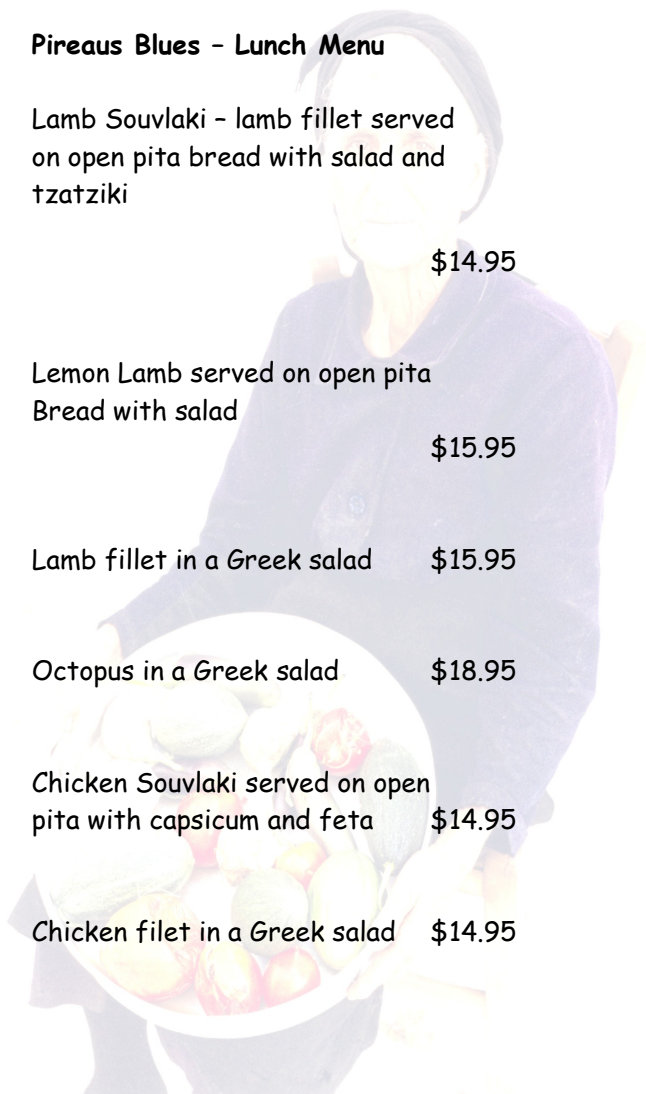 Pireaus Blues – Lunch Menu
Lamb Souvlaki – lamb fillet served
on open pita bread with salad and
tzatziki
$14.95
Lemon Lamb served on open pita
Bread with salad
$15.95
Lamb fillet in a Greek salad $15.95
Octopus in a Greek salad $18.95
Chicken Souvlaki served on open
pita with capsicum and feta $14.95
Chicken filet in a Greek salad $14.95